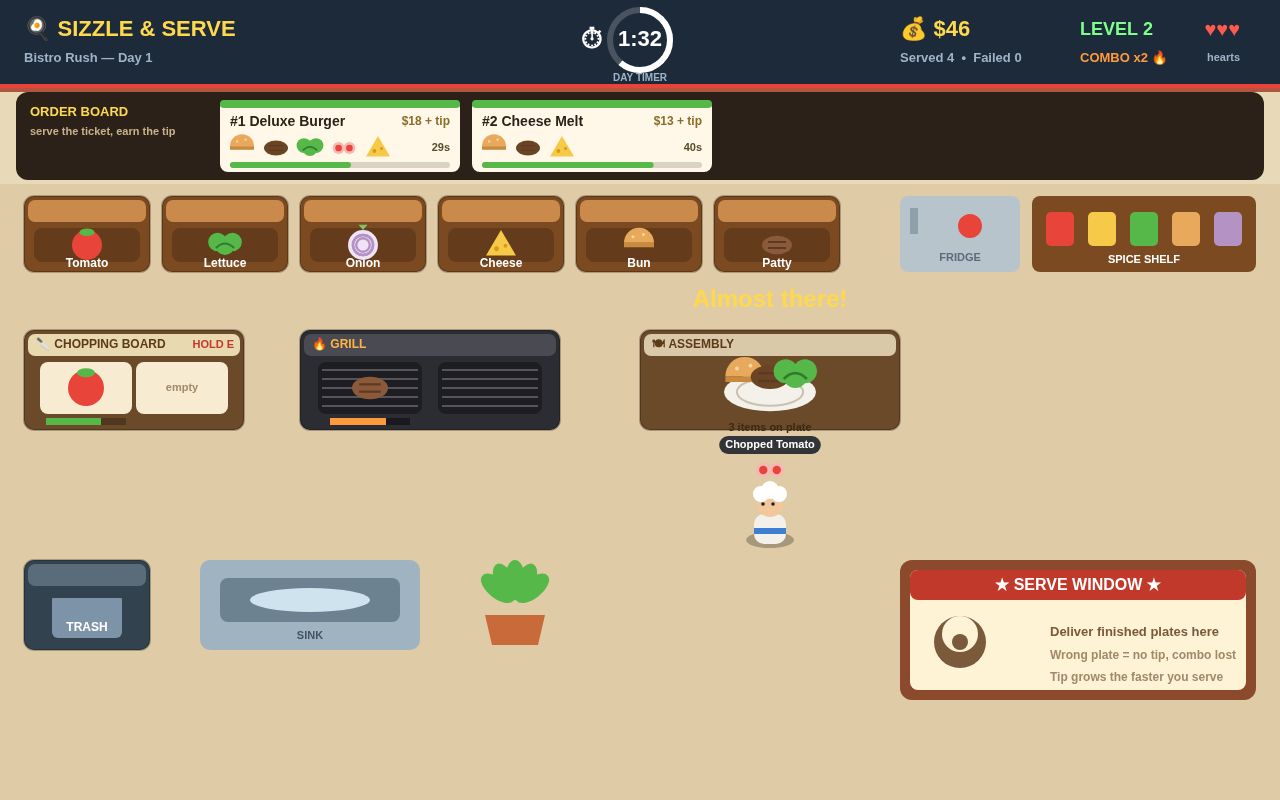 🍳 SIZZLE & SERVE
Bistro Rush — Day 1
⏱ 1:32
DAY TIMER
💰 $46
Served 4 • Failed 0
LEVEL 2
COMBO x2 🔥
♥♥♥
hearts
ORDER BOARD
serve the ticket, earn the tip
#1 Deluxe Burger $18 + tip
29s
#2 Cheese Melt $13 + tip
40s
Tomato
Lettuce
Onion
Cheese
Bun
Patty
FRIDGE
SPICE SHELF
Almost there!
🔪 CHOPPING BOARD HOLD E
empty
🔥 GRILL
🍽 ASSEMBLY
3 items on plate
Chopped Tomato
TRASH
SINK
★ SERVE WINDOW ★
Deliver finished plates here
Wrong plate = no tip, combo lost
Tip grows the faster you serve